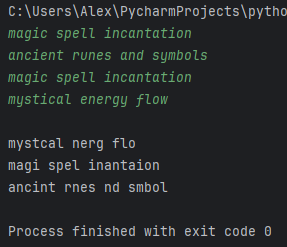 C:\Users\Alex\PycharmProjects\pytho
magic spell incantation
ancient runes and symbols
magic spell incantation
mystical energy flow
mystcal nerg flo
magi spel inantaion
ancint rnes nd smbol
Process finished with exit code 0